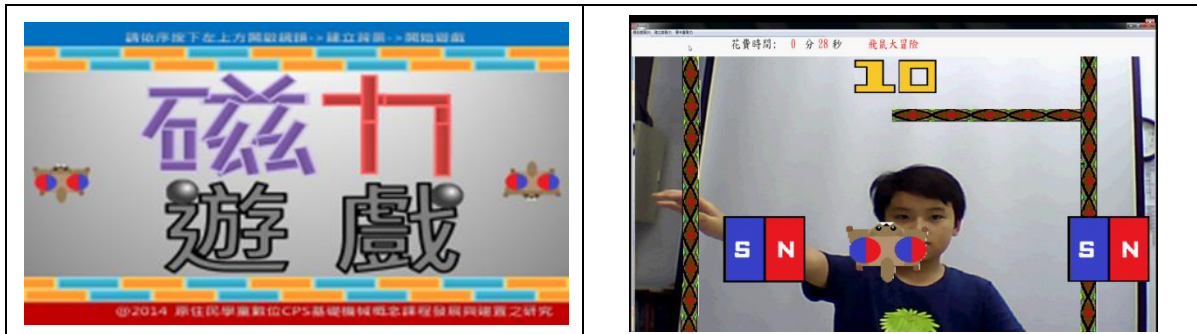 請依序按下左上方開啟鏡頭->建立背景->開始遊戲
磁力
遊戲
@2014 原住民學童數位CPS基礎機械概念課程發展與建置之研究
花費時間: 0 分 28 秒 飛鼠大冒險
10
S N
S N